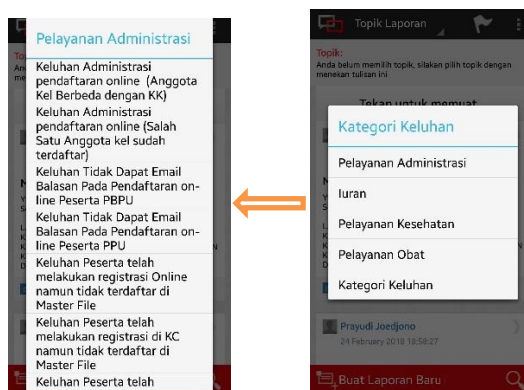 Pelayanan Administrasi
Keluhan Administrasi
pendaftaran online (Anggota
Kel Berbeda dengan KK)
Keluhan Administrasi
pendaftaran online (Salah
Satu Anggota kel sudah
terdaftar)
Keluhan Tidak Dapat Email
Balasan Pada Pendaftaran on-
line Peserta PBPU
Keluhan Tidak Dapat Email
Balasan Pada Pendaftaran on-
line Peserta PPU
Keluhan Peserta telah
melakukan registrasi Online
namun tidak terdaftar di
Master File
Keluhan Peserta telah
melakukan registrasi di KC
namun tidak terdaftar di
Master File
Keluhan Peserta telah
Topik Laporan
Topik:
Anda belum memilih topik, silakan pilih topik dengan
menekan tulisan ini
Tekan untuk memuat
Kategori Keluhan
Pelayanan Administrasi
Iuran
Pelayanan Kesehatan
Pelayanan Obat
Kategori Keluhan
Prayudi Joedjono
24 February 2018 18:58:27
Buat Laporan Baru